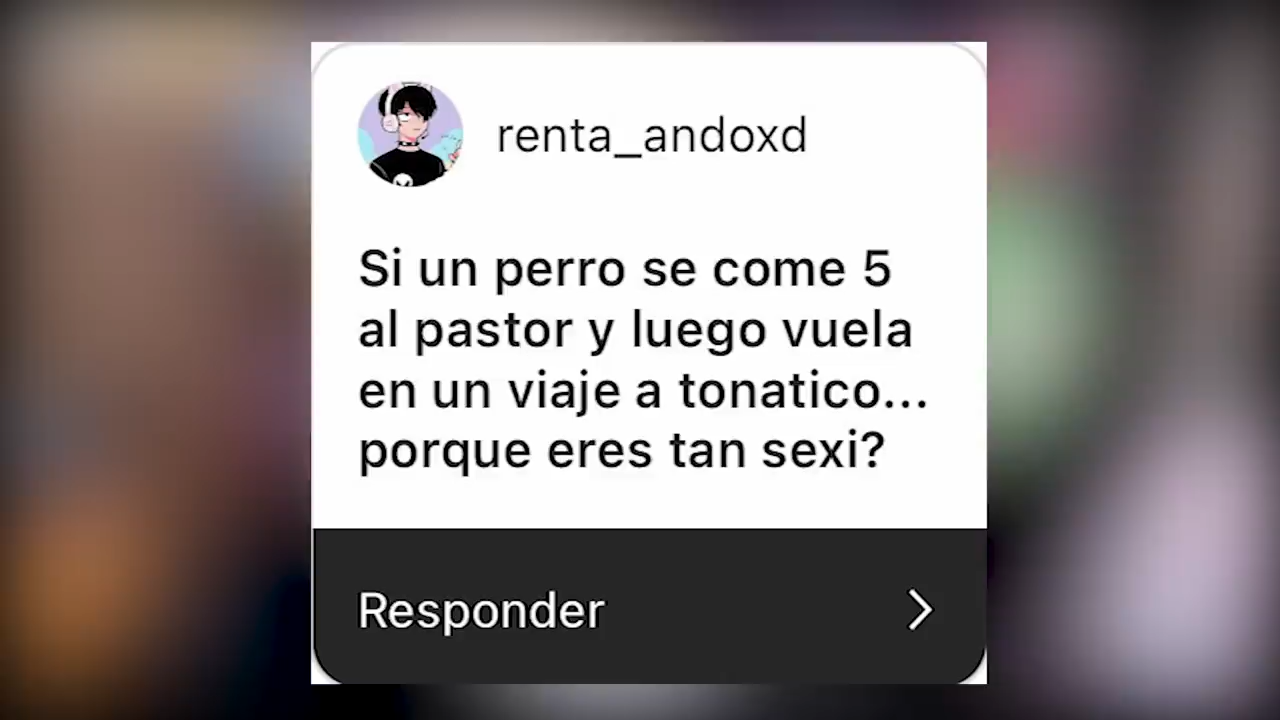 renta_andoxd
Si un perro se come 5
al pastor y luego vuela
en un viaje a tonatico...
porque eres tan sexi?
Responder